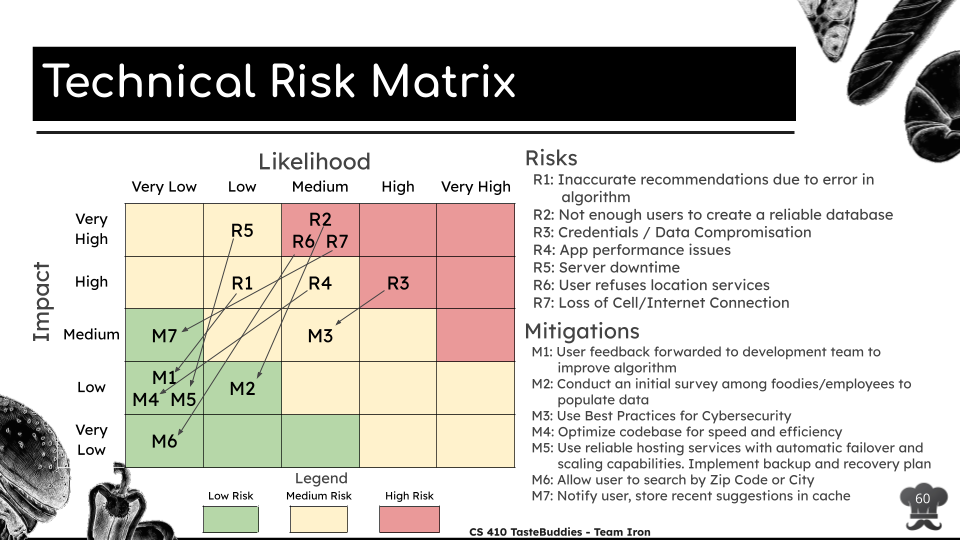 Technical Risk Matrix
Likelihood
Very Low Low Medium High Very High
Impact
Very
High
R5
R2
R6 R7
High
R1 R4 R3
Medium
M7 M3
Low
M1
M4 M5
M2
Very
Low
M6
Legend
Low Risk Medium Risk High Risk
Risks
R1: Inaccurate recommendations due to error in
algorithm
R2: Not enough users to create a reliable database
R3: Credentials / Data Compromisation
R4: App performance issues
R5: Server downtime
R6: User refuses location services
R7: Loss of Cell/Internet Connection
Mitigations
M1: User feedback forwarded to development team to
improve algorithm
M2: Conduct an initial survey among foodies/employees to
populate data
M3: Use Best Practices for Cybersecurity
M4: Optimize codebase for speed and efficiency
M5: Use reliable hosting services with automatic failover and
scaling capabilities. Implement backup and recovery plan
M6: Allow user to search by Zip Code or City
M7: Notify user, store recent suggestions in cache
60
CS 410 TasteBuddies - Team Iron